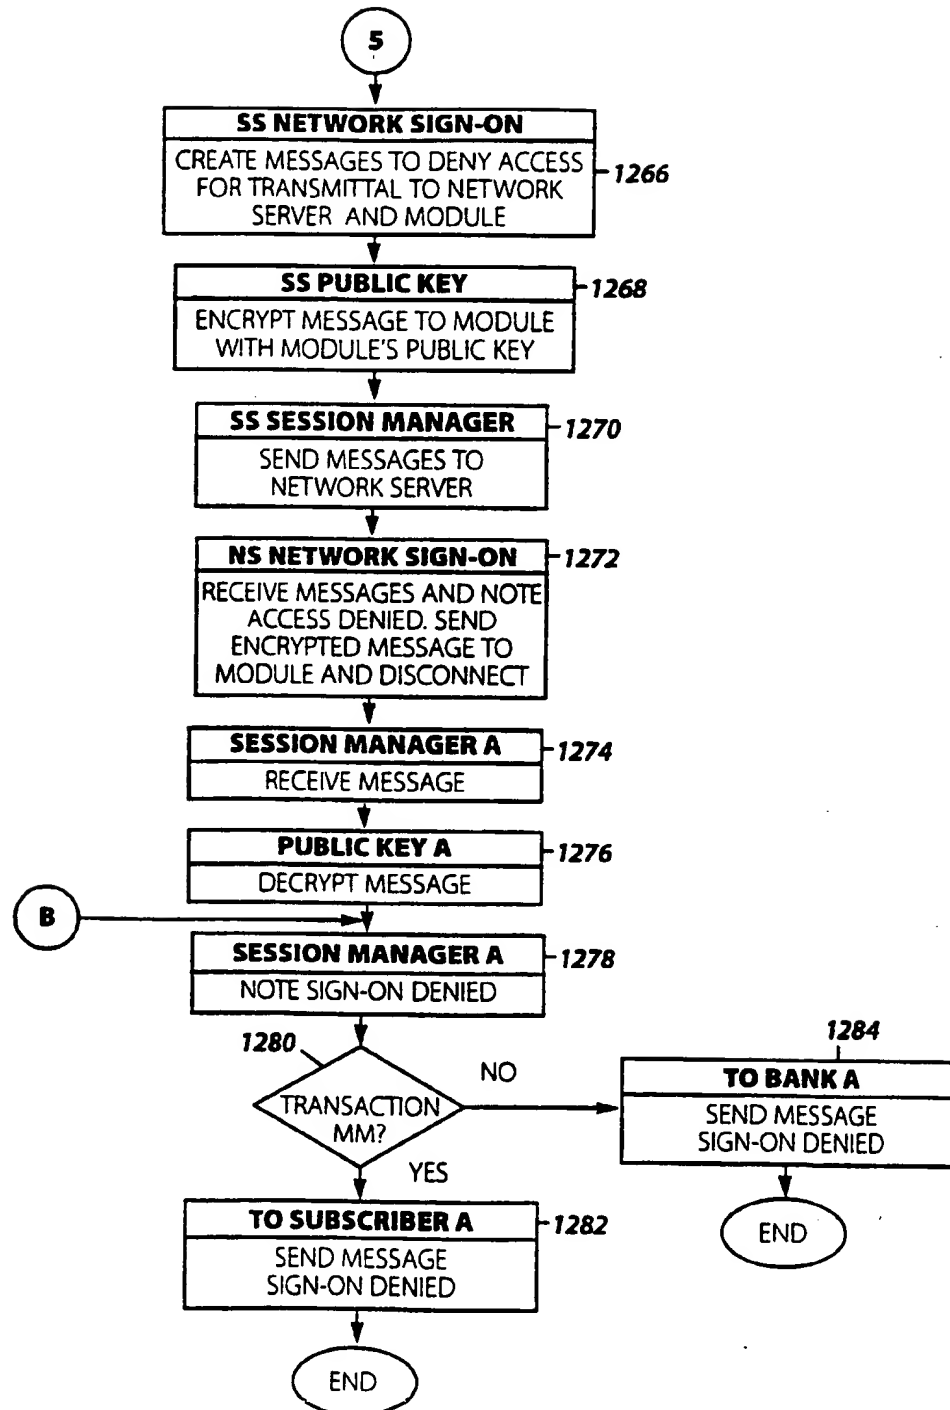 5
SS NETWORK SIGN-ON
CREATE MESSAGES TO DENY ACCESS
FOR TRANSMITTAL TO NETWORK
SERVER AND MODULE
1266
SS PUBLIC KEY
1268
ENCRYPT MESSAGE TO MODULE
WITH MODULE'S PUBLIC KEY
SS SESSION MANAGER
1270
SEND MESSAGES TO
NETWORK SERVER
NS NETWORK SIGN-ON
1272
RECEIVE MESSAGES AND NOTE
ACCESS DENIED. SEND
ENCRYPTED MESSAGE TO
MODULE AND DISCONNECT
SESSION MANAGER A
1274
RECEIVE MESSAGE
PUBLIC KEY A
1276
DECRYPT MESSAGE
B
SESSION MANAGER A
1278
NOTE SIGN-ON DENIED
1280
TRANSACTION
MM?
NO
1284
TO BANK A
SEND MESSAGE
SIGN-ON DENIED
END
YES
TO SUBSCRIBER A
1282
SEND MESSAGE
SIGN-ON DENIED
END